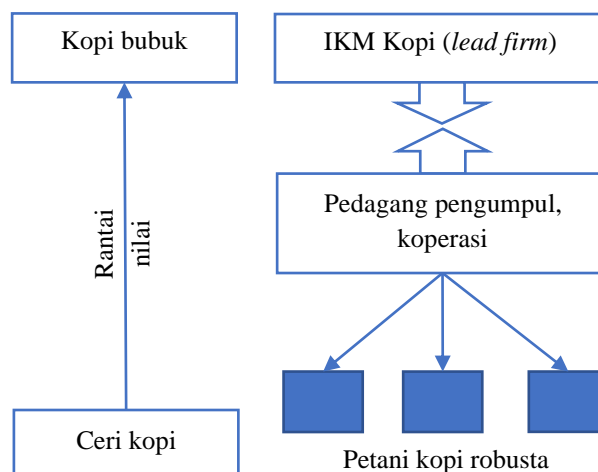 Kopi bubuk
IKM Kopi (lead firm)
Rantai
nilai
Pedagang pengumpul,
koperasi
Ceri kopi
Petani kopi robusta